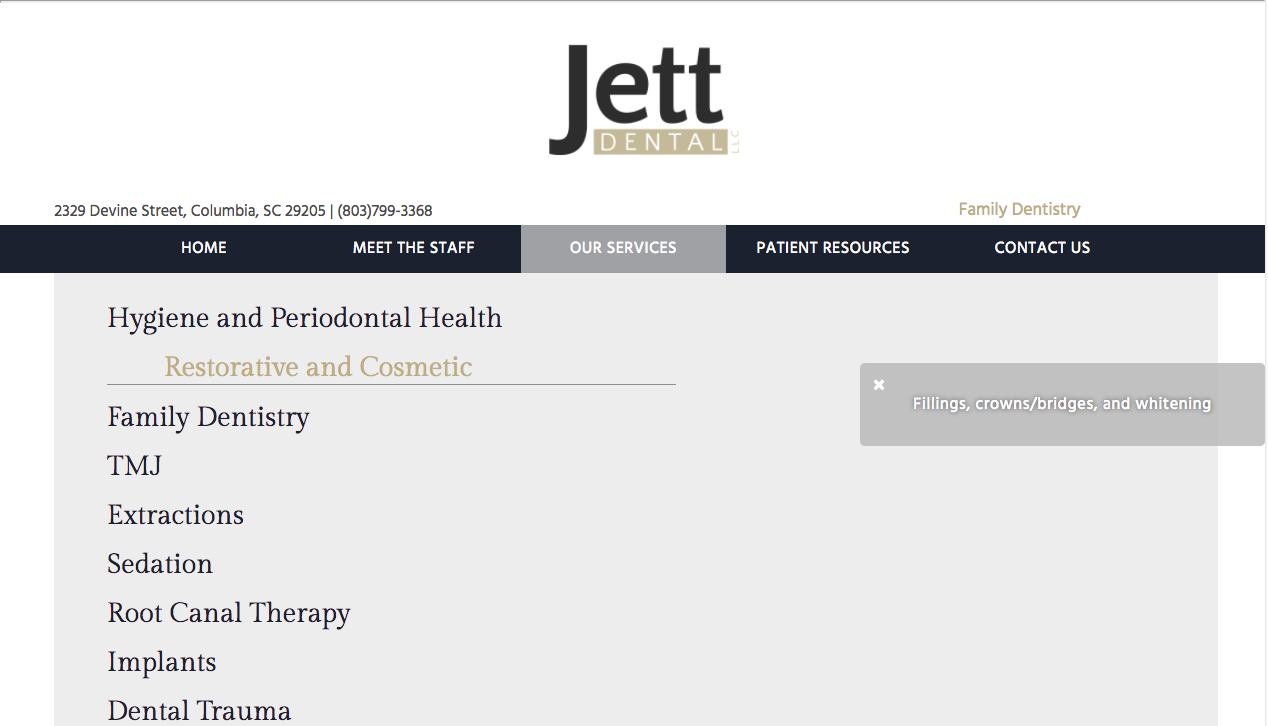 Jett
DENTAL LLC
2329 Devine Street, Columbia, SC 29205 | (803)799-3368
Family Dentistry
HOME MEET THE STAFF OUR SERVICES PATIENT RESOURCES CONTACT US
Hygiene and Periodontal Health
Restorative and Cosmetic
Fillings, crowns/bridges, and whitening
Family Dentistry
TMJ
Extractions
Sedation
Root Canal Therapy
Implants
Dental Trauma